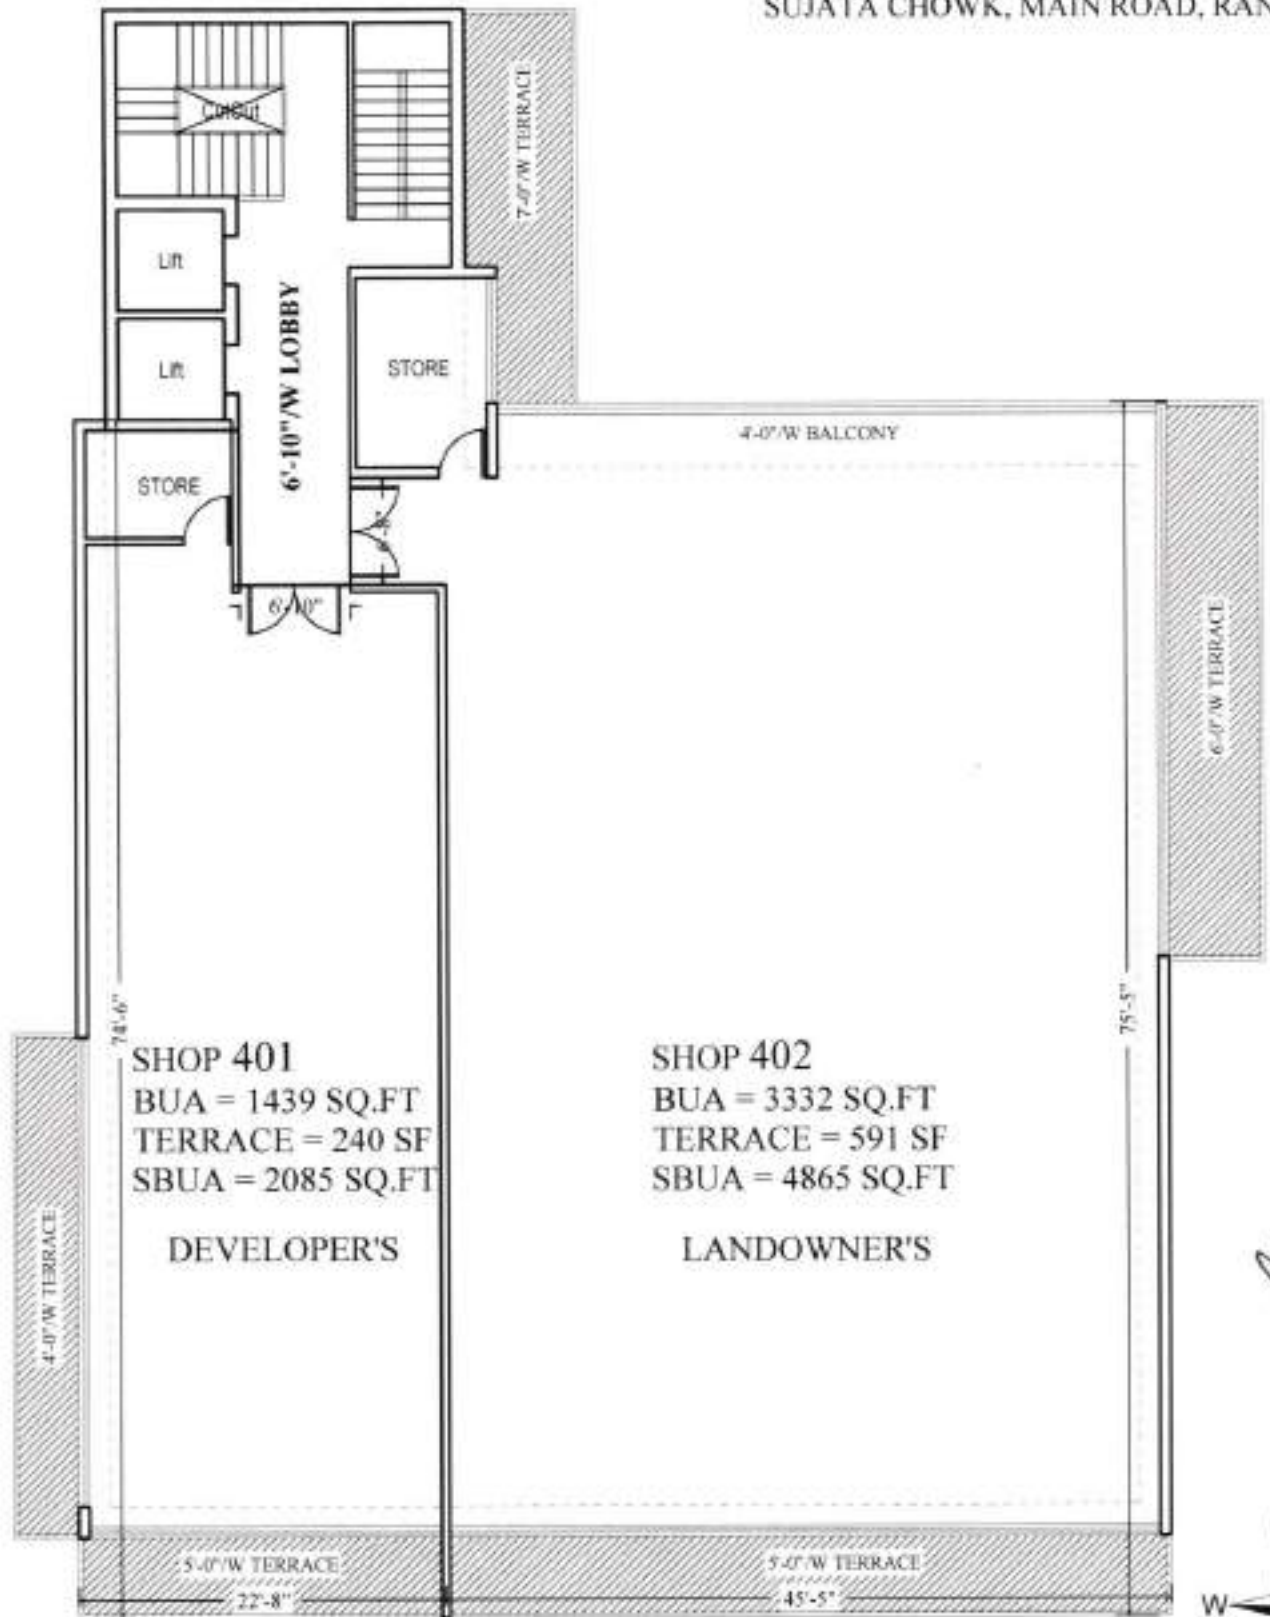 SUJATA CHOWK, MAIN ROAD, RAN
7'-0"/W TERRACE
CutOut
Lift
Lift
6'-10"/W LOBBY
STORE
STORE
4'-0"/W BALCONY
6'-10"
6'-0"/W TERRACE
74'-6"
75'-5"
SHOP 401
BUA = 1439 SQ.FT
TERRACE = 240 SF
SBUA = 2085 SQ.FT
DEVELOPER'S
SHOP 402
BUA = 3332 SQ.FT
TERRACE = 591 SF
SBUA = 4865 SQ.FT
LANDOWNER'S
4'-0"/W TERRACE
5'-0"/W TERRACE
5'-0"/W TERRACE
22'-8"
45'-5"
W